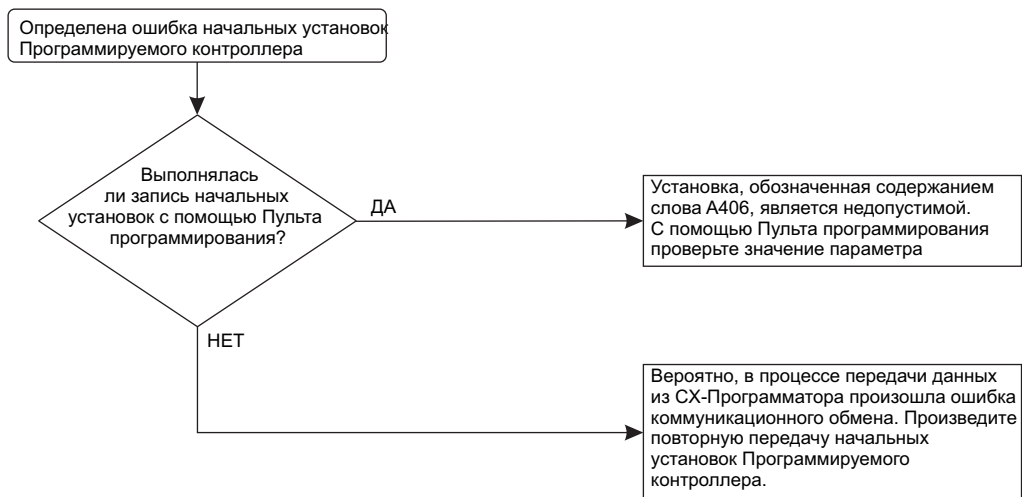 Определена ошибка начальных установок
Программируемого контроллера
Выполнялась
ли запись начальных
установок с помощью Пульта
программирования?
ДА
Установка, обозначенная содержанием
слова A406, является недопустимой.
С помощью Пульта программирования
проверьте значение параметра
НЕТ
Вероятно, в процессе передачи данных
из CX-Программатора произошла ошибка
коммуникационного обмена. Произведите
повторную передачу начальных
установок Программируемого
контроллера.